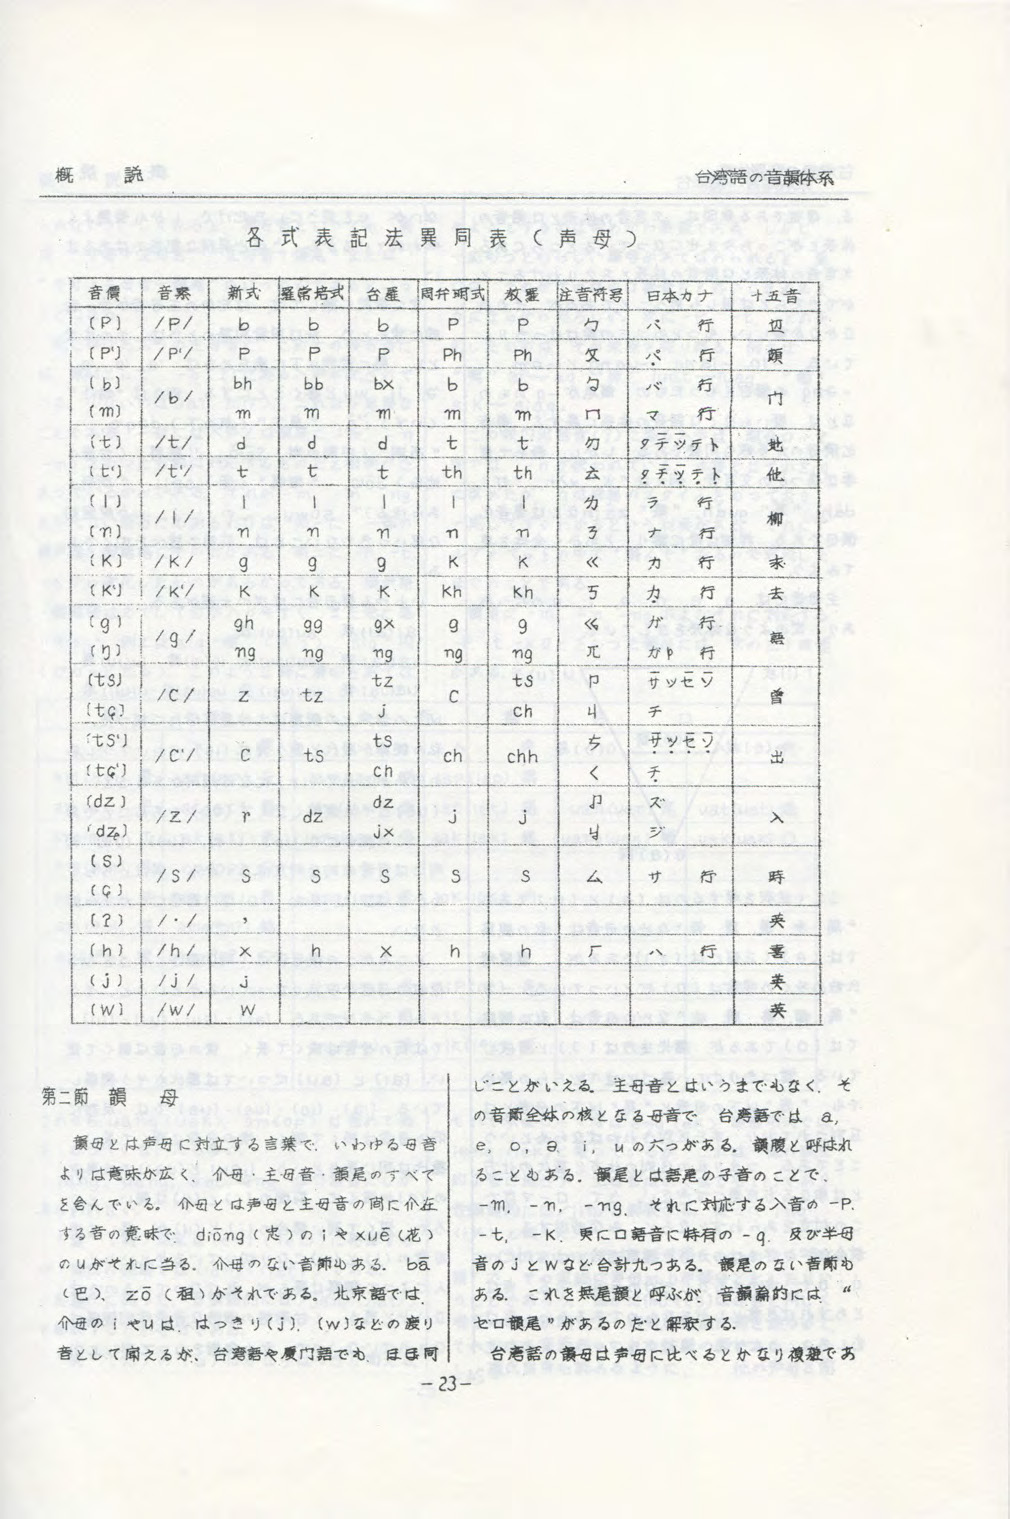 概 説
台湾語の音韻体系
各式表記法異同表（声母）
音價 音素 新式 羅常培式 台羅 周弁明式 教羅 注音符号 日本カナ 十五音
[P] /P/ b b b P P ㄅ パ 行 辺
[P'] /P'/ P P P Ph Ph ㄆ パ 行 頗
[b] /b/ bh bb bx b b バ 行 门
[m] m m m m m ㄇ マ 行
[t] /t/ d d d t t ㄉ タチツテト 地
[t'] /t'/ t t t th th ㄊ タチツテト 他
[l] /l/ l l l l l ㄌ ラ 行 柳
[n] n n n n n ㄋ ナ 行
[K] /K/ g g g K K ㄍ カ 行 求
[K'] /K'/ K K K Kh Kh ㄎ カ 行 去
[g] /g/ gh gg gx g g ガ 行 語
[ŋ] ng ng ng ng ng ㄫ カ゚ 行
[ts] /C/ z tz tz C ts ㄗ サツセソ 曾
[tɕ] j ch ㄐ チ
[ts'] /C'/ C ts ts ch chh ㄘ サツセソ 出
[tɕ'] ch ㄑ チ
[dz] /Z/ r dz dz j j ズ 入
[dʑ] jx ジ
[S] /S/ S S S S S ㄙ サ 行 時
[ɕ]
[ʔ] /・/ , 英
[h] /h/ x h x h h ㄏ ハ 行 喜
[j] /j/ j 英
[W] /W/ W 英
第二節 韻 母
韻母とは声母に対立する言葉で、いわゆる母音
よりは意味が広く、介母・主母音・韻尾のすべて
を含んでいる。介母とは声母と主母音の間に介在
する音の意味で、diōng（忠）のiやxuē（花）
のuがそれに当る。介母のない音節もある。bā
（巴）、zō（租）がそれである。北京語では、
介母のiやuは、はっきり(j)、(w)などの渡り
音として聞えるが、台湾語や厦門語でも、ほぼ同
じことがいえる。主母音とはいうまでもなく、そ
の音節全体の核となる母音で、台湾語では a,
e, o, ə, i, u の六つがある。韻腹と呼ばれ
ることもある。韻尾とは語尾の子音のことで、
-m, -n, -ng, それに対応する入音の -P,
-t, -K, 更に口語音に特有の -q, 及び半母
音のjとwなど合計九つある。韻尾のない音節も
ある。これを無尾韻と呼ぶが、音韻論的には、“
ゼロ韻尾”があるのだと解釈する。
台湾語の韻母は声母に比べるとかなり複雑であ
-23-